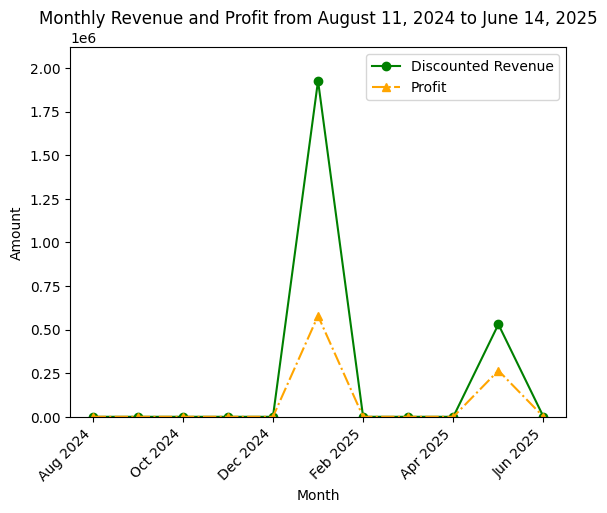 Monthly Revenue and Profit from August 11, 2024 to June 14, 2025
1e6
2.00
1.75
1.50
1.25
1.00
0.75
0.50
0.25
0.00
Amount
Discounted Revenue
Profit
Aug 2024
Oct 2024
Dec 2024
Feb 2025
Apr 2025
Jun 2025
Month